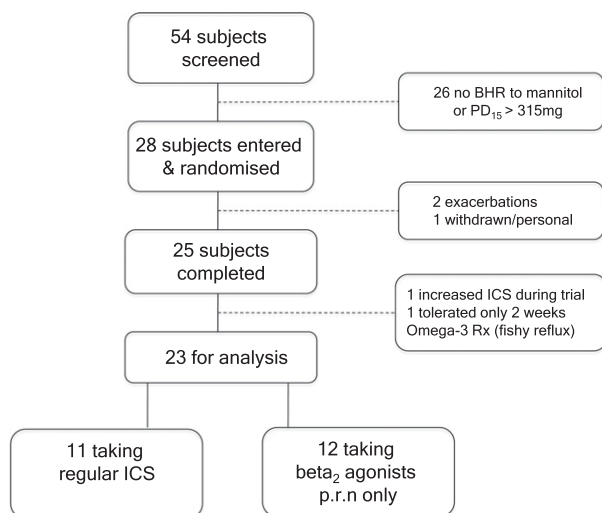 54 subjects
screened
26 no BHR to mannitol
or PD₁₅ > 315mg
28 subjects entered
& randomised
2 exacerbations
1 withdrawn/personal
25 subjects
completed
1 increased ICS during trial
1 tolerated only 2 weeks
Omega-3 Rx (fishy reflux)
23 for analysis
11 taking
regular ICS
12 taking
beta₂ agonists
p.r.n only